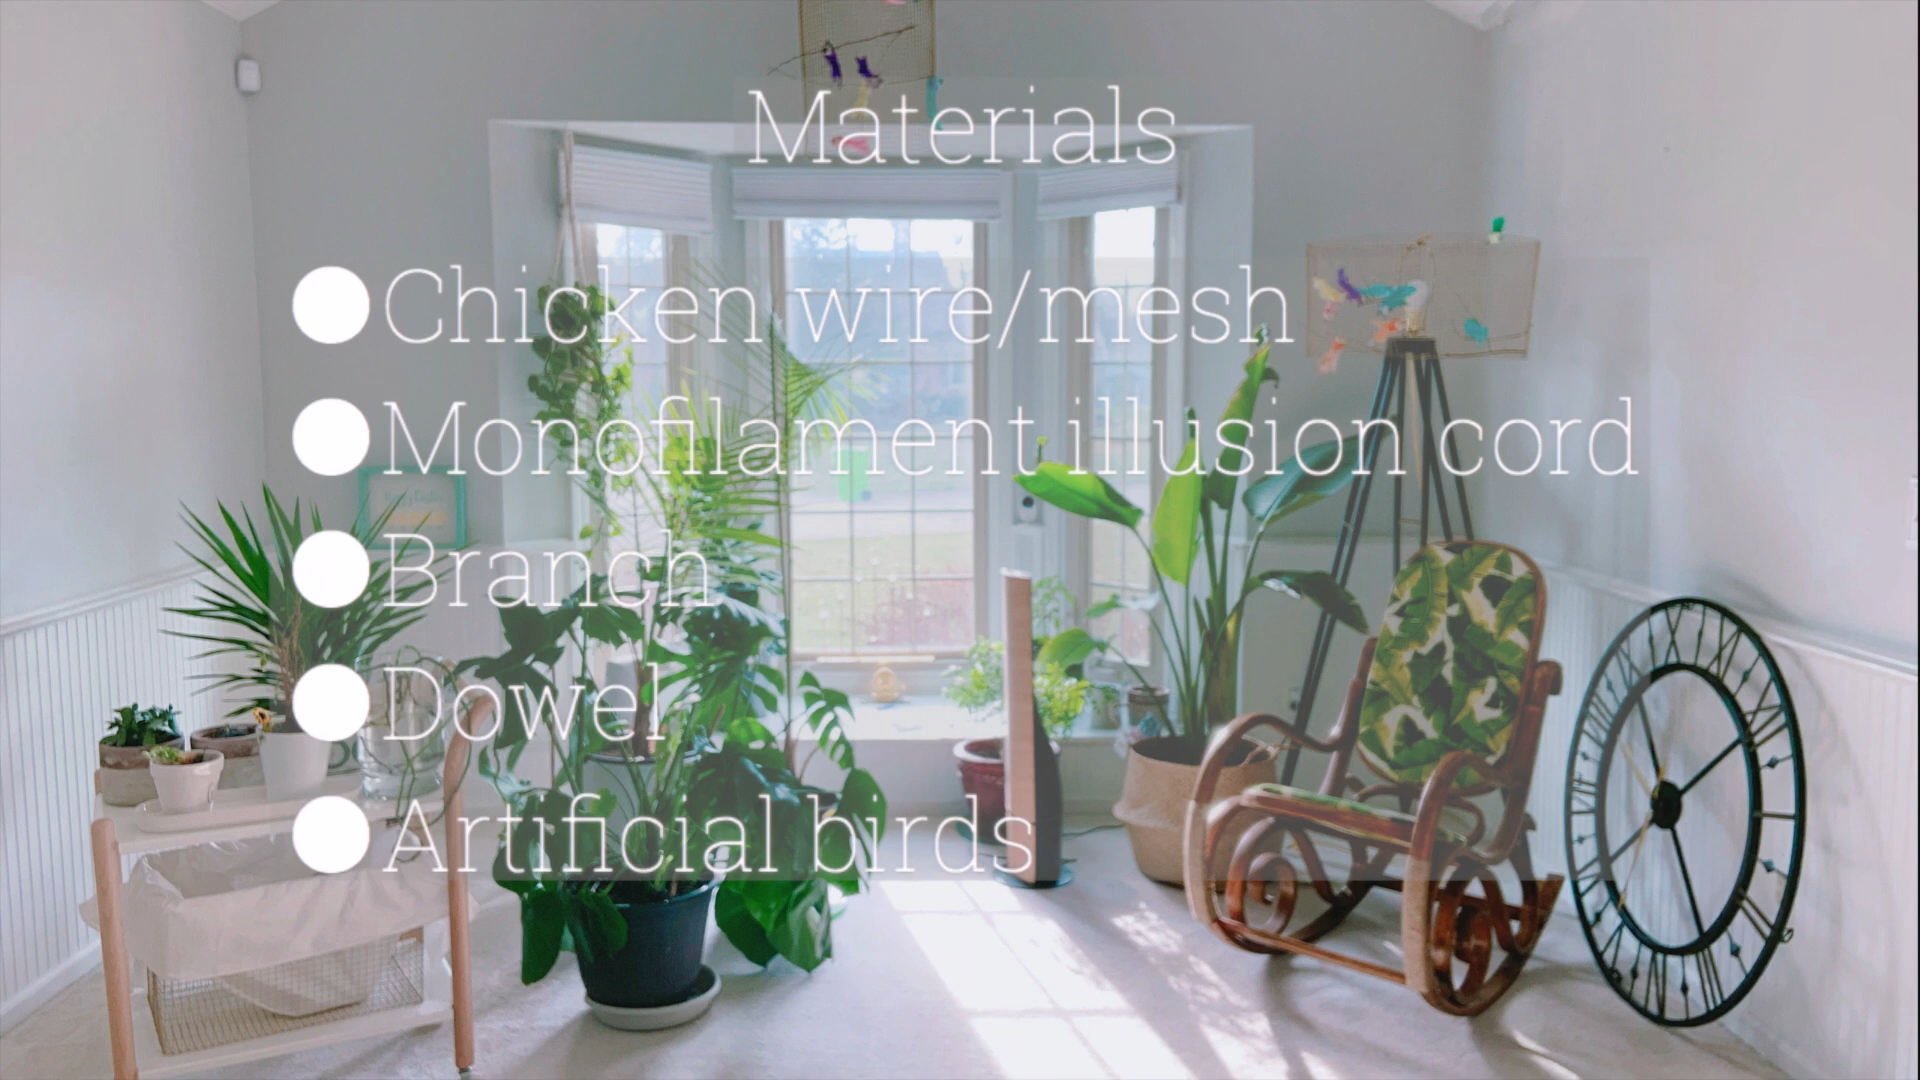 Materials
●Chicken wire/mesh
●Monofilament illusion cord
●Branch
●Dowel
●Artificial birds